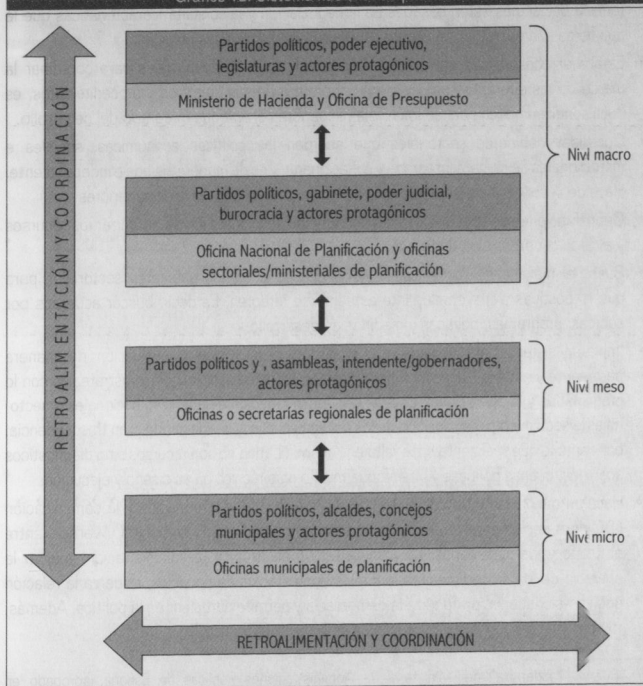 Partidos políticos, poder ejecutivo,
legislaturas y actores protagónicos
Ministerio de Hacienda y Oficina de Presupuesto
Partidos políticos, gabinete, poder judicial,
burocracia y actores protagónicos
Oficina Nacional de Planificación y oficinas
sectoriales/ministeriales de planificación
Nivi macro
Partidos políticos y , asambleas, intendente/gobernadores,
actores protagónicos
Oficinas o secretarías regionales de planificación
Nivi meso
Partidos políticos, alcaldes, concejos
municipales y actores protagónicos
Oficinas municipales de planificación
Nivi micro
RETROALIMENTACIÓN Y COORDINACIÓN
RETROALIMENTACIÓN Y COORDINACIÓN